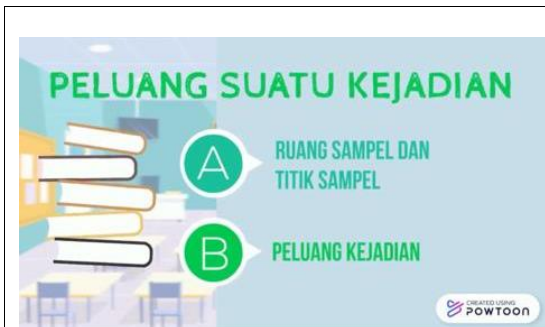 PELUANG SUATU KEJADIAN
A
RUANG SAMPEL DAN
TITIK SAMPEL
B
PELUANG KEJADIAN
CREATED USING
POWTOON